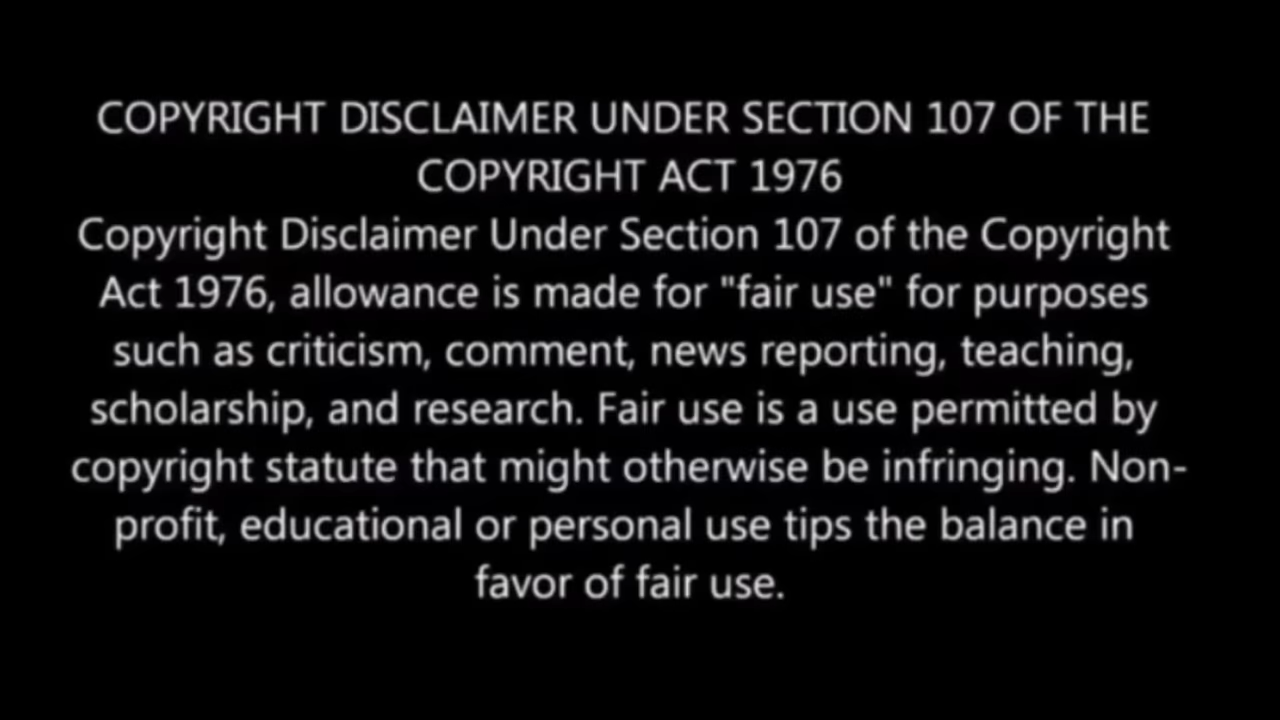 COPYRIGHT DISCLAIMER UNDER SECTION 107 OF THE
COPYRIGHT ACT 1976
Copyright Disclaimer Under Section 107 of the Copyright
Act 1976, allowance is made for "fair use" for purposes
such as criticism, comment, news reporting, teaching,
scholarship, and research. Fair use is a use permitted by
copyright statute that might otherwise be infringing. Non-
profit, educational or personal use tips the balance in
favor of fair use.